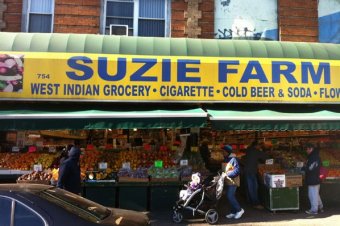 SUZIE FARM
754
WEST INDIAN GROCERY • CIGARETTE • COLD BEER & SODA • FLOW